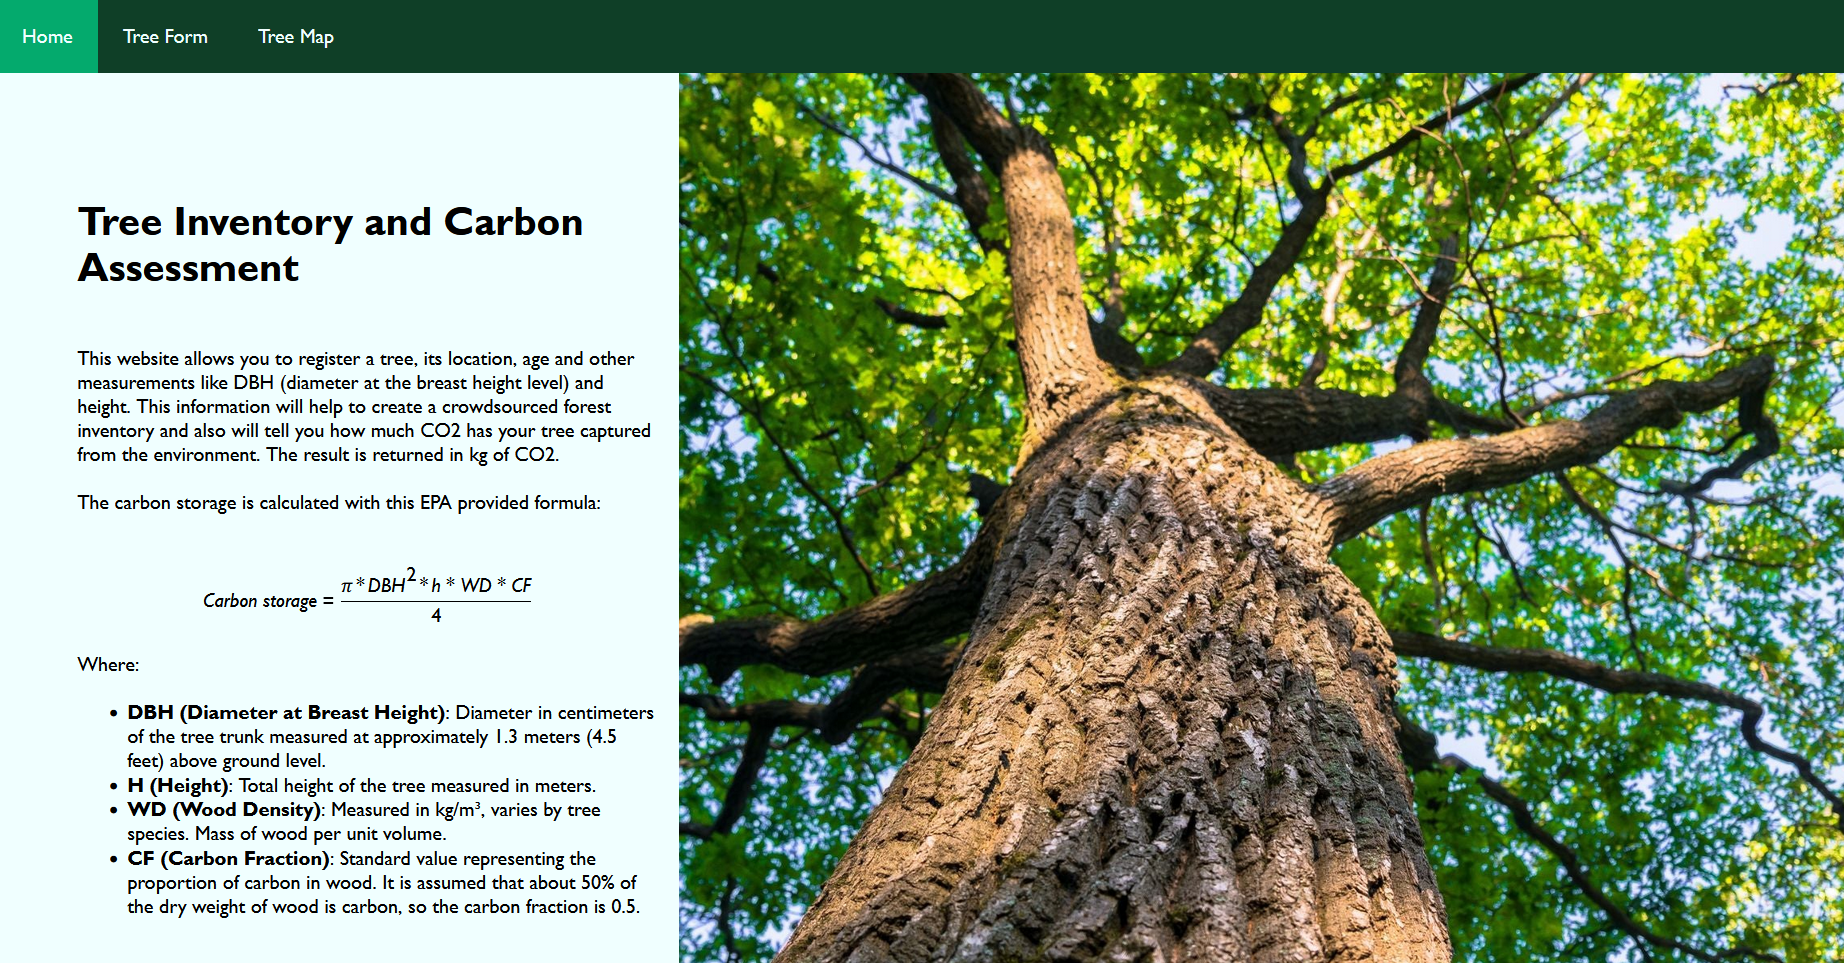 Home Tree Form Tree Map
Tree Inventory and Carbon
Assessment
This website allows you to register a tree, its location, age and other
measurements like DBH (diameter at the breast height level) and
height. This information will help to create a crowdsourced forest
inventory and also will tell you how much CO2 has your tree captured
from the environment. The result is returned in kg of CO2.
The carbon storage is calculated with this EPA provided formula:
Carbon storage = π * DBH² * h * WD * CF
4
Where:
• DBH (Diameter at Breast Height): Diameter in centimeters
of the tree trunk measured at approximately 1.3 meters (4.5
feet) above ground level.
• H (Height): Total height of the tree measured in meters.
• WD (Wood Density): Measured in kg/m³, varies by tree
species. Mass of wood per unit volume.
• CF (Carbon Fraction): Standard value representing the
proportion of carbon in wood. It is assumed that about 50% of
the dry weight of wood is carbon, so the carbon fraction is 0.5.